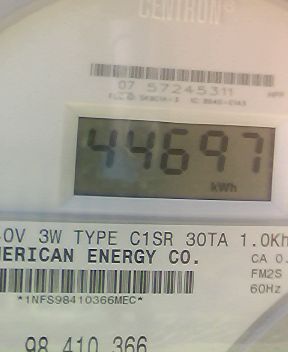 CENTRON
07 57245311
44697
kWh
0V 3W TYPE C1SR 30TA 1.0Kh
ERICAN ENERGY CO.
CA 0.
FM2S
60Hz
*1NFS98410366MEC*
98 410 366